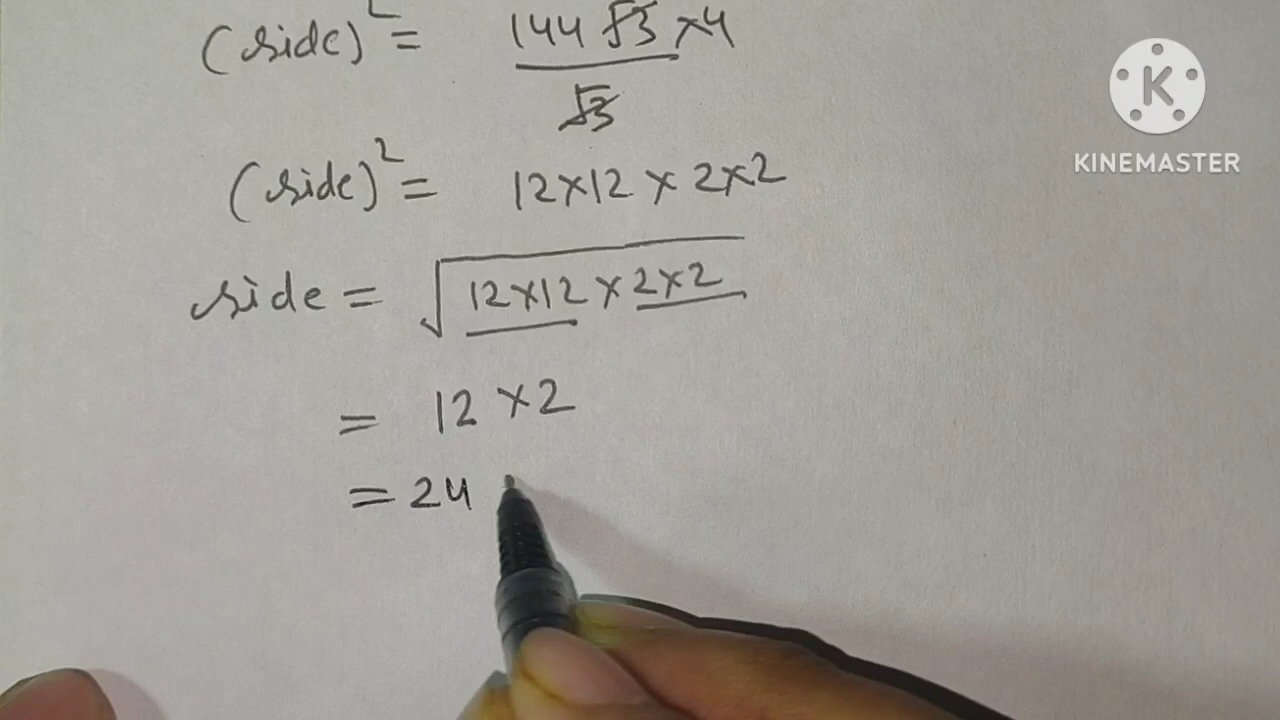 (side)² = 144√3 × 4
√3
(side)² = 12×12 × 2×2
side = √12×12 × 2×2
= 12 × 2
= 24
K
KINEMASTER